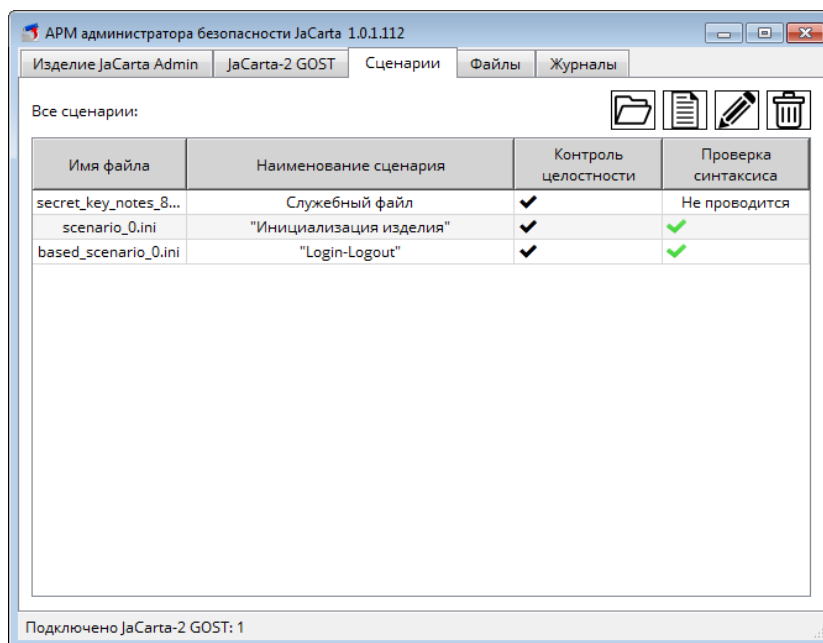 АРМ администратора безопасности JaCarta 1.0.1.112
Изделие JaCarta Admin JaCarta-2 GOST Сценарии Файлы Журналы
Все сценарии:
Имя файла Наименование сценария Контроль целостности Проверка синтаксиса
secret_key_notes_8... Служебный файл Не проводится
scenario_0.ini "Инициализация изделия"
based_scenario_0.ini "Login-Logout"
Подключено JaCarta-2 GOST: 1